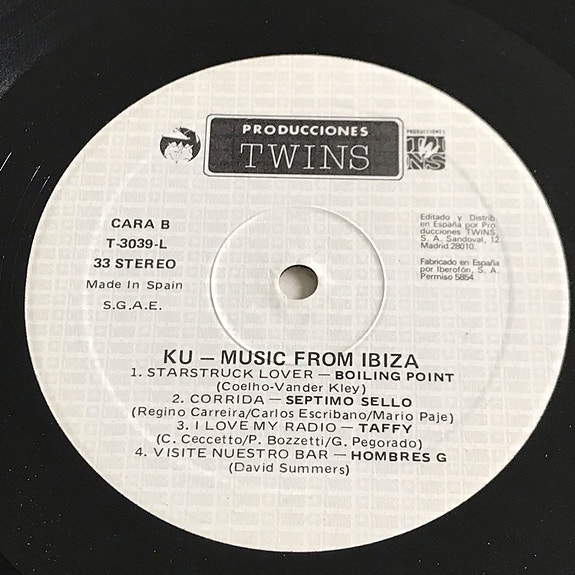 PRODUCCIONES
TWINS
PRODUCCIONES
TWINS
CARA B
T-3039-L
33 STEREO
Made In Spain
S.G.A.E.
Editado y Distrib.
en España por Pro
ducciones TWINS,
S. A. Sandoval, 12
Madrid 28010.
Fabricado en España
por Iberofón, S. A.
Permiso 5854
KU – MUSIC FROM IBIZA
1. STARSTRUCK LOVER – BOILING POINT
(Coelho-Vander Kley)
2. CORRIDA – SEPTIMO SELLO
(Regino Carreira/Carlos Escribano/Mario Paje)
3. I LOVE MY RADIO – TAFFY
(C. Ceccetto/P. Bozzetti/G. Pegorado)
4. VISITE NUESTRO BAR – HOMBRES G
(David Summers)